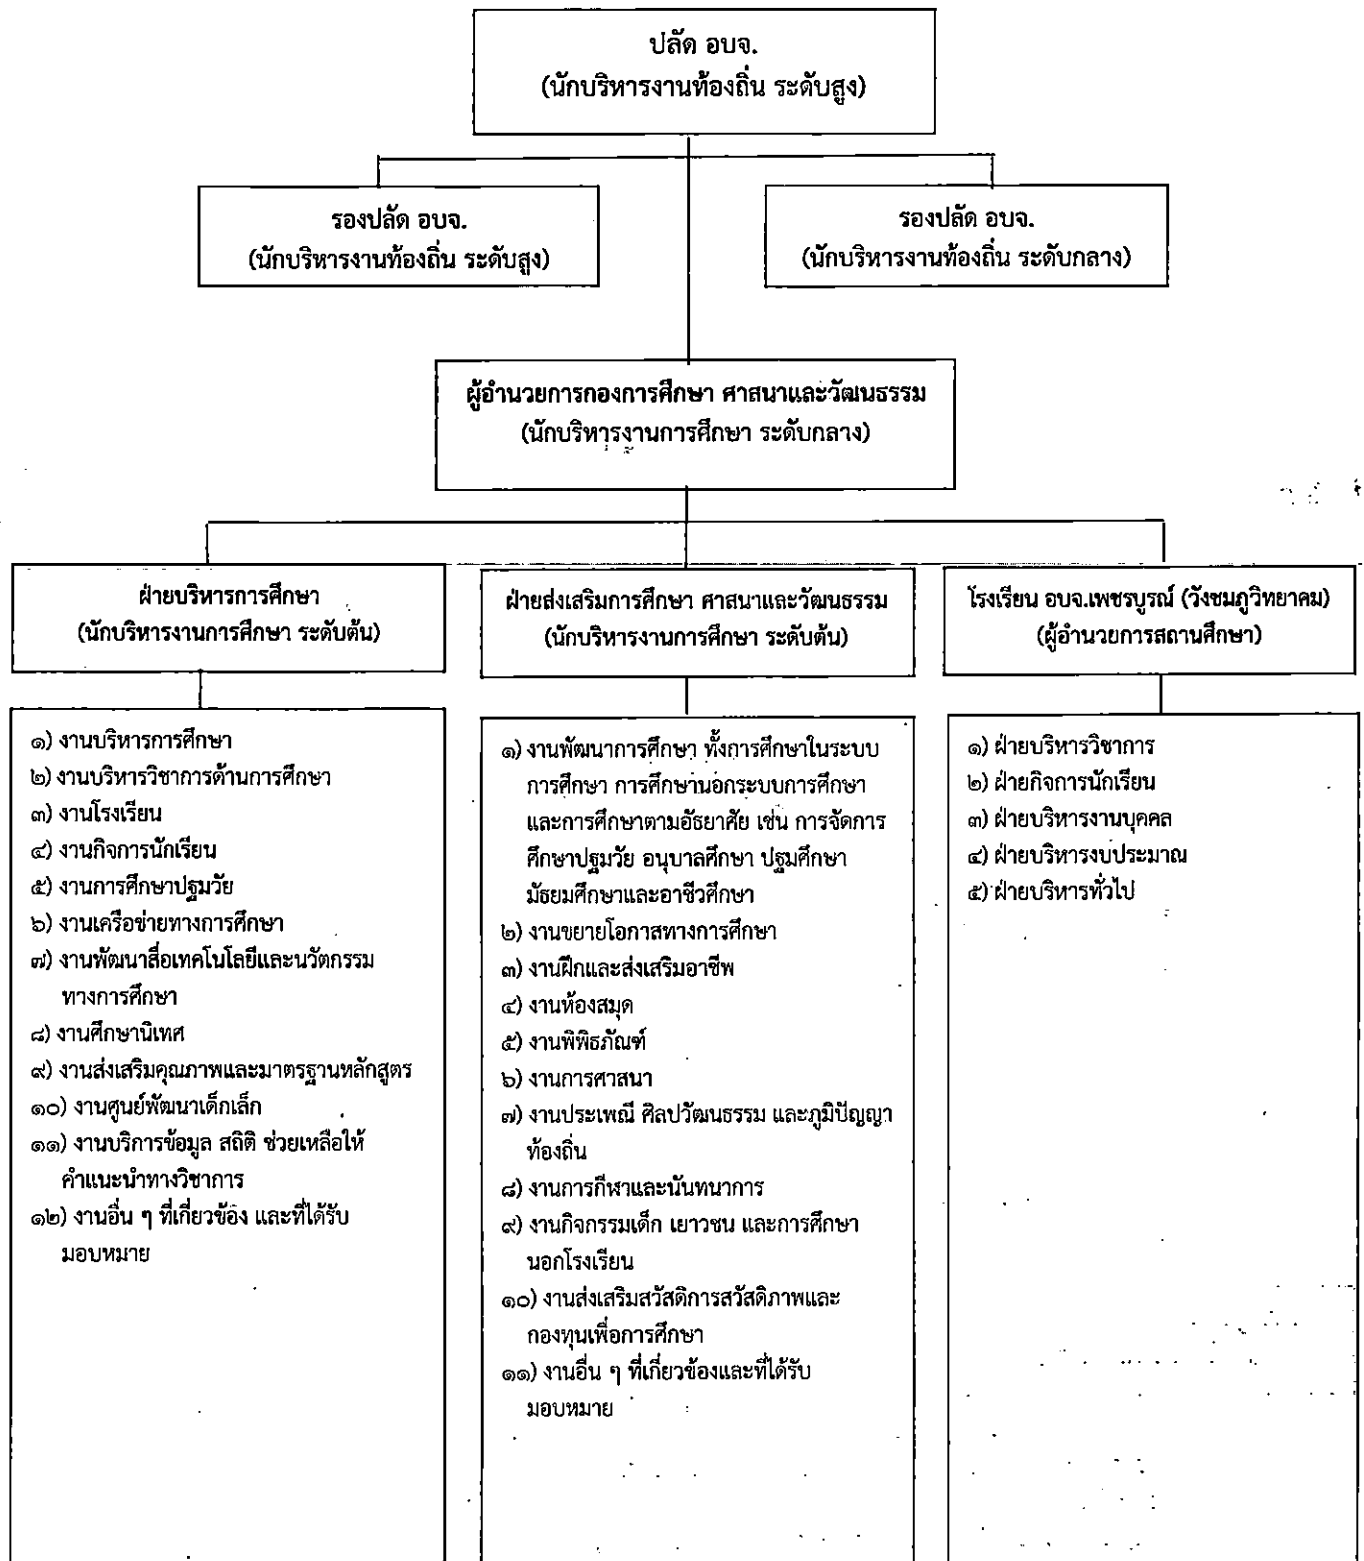 ปลัด อบจ.
(นักบริหารงานท้องถิ่น ระดับสูง)
รองปลัด อบจ.
(นักบริหารงานท้องถิ่น ระดับสูง)
รองปลัด อบจ.
(นักบริหารงานท้องถิ่น ระดับกลาง)
ผู้อำนวยการกองการศึกษา ศาสนาและวัฒนธรรม
(นักบริหารงานการศึกษา ระดับกลาง)
ฝ่ายบริหารการศึกษา
(นักบริหารงานการศึกษา ระดับต้น)
๑) งานบริหารการศึกษา
๒) งานบริหารวิชาการด้านการศึกษา
๓) งานโรงเรียน
๔) งานกิจการนักเรียน
๕) งานการศึกษาปฐมวัย
๖) งานเครือข่ายทางการศึกษา
๗) งานพัฒนาสื่อเทคโนโลยีและนวัตกรรม
ทางการศึกษา
๘) งานศึกษานิเทศ
๙) งานส่งเสริมคุณภาพและมาตรฐานหลักสูตร
๑๐) งานศูนย์พัฒนาเด็กเล็ก
๑๑) งานบริการข้อมูล สถิติ ช่วยเหลือให้
คำแนะนำทางวิชาการ
๑๒) งานอื่น ๆ ที่เกี่ยวข้อง และที่ได้รับ
มอบหมาย
ฝ่ายส่งเสริมการศึกษา ศาสนาและวัฒนธรรม
(นักบริหารงานการศึกษา ระดับต้น)
๑) งานพัฒนาการศึกษา ทั้งการศึกษาในระบบ
การศึกษา การศึกษานอกระบบการศึกษา
และการศึกษาตามอัธยาศัย เช่น การจัดการ
ศึกษาปฐมวัย อนุบาลศึกษา ปฐมศึกษา
มัธยมศึกษาและอาชีวศึกษา
๒) งานขยายโอกาสทางการศึกษา
๓) งานฝึกและส่งเสริมอาชีพ
๔) งานห้องสมุด
๕) งานพิพิธภัณฑ์
๖) งานการศาสนา
๗) งานประเพณี ศิลปวัฒนธรรม และภูมิปัญญา
ท้องถิ่น
๘) งานการกีฬาและนันทนาการ
๙) งานกิจกรรมเด็ก เยาวชน และการศึกษา
นอกโรงเรียน
๑๐) งานส่งเสริมสวัสดิการสวัสดิภาพและ
กองทุนเพื่อการศึกษา
๑๑) งานอื่น ๆ ที่เกี่ยวข้องและที่ได้รับ
มอบหมาย
โรงเรียน อบจ.เพชรบูรณ์ (วังชมภูวิทยาคม)
(ผู้อำนวยการสถานศึกษา)
๑) ฝ่ายบริหารวิชาการ
๒) ฝ่ายกิจการนักเรียน
๓) ฝ่ายบริหารงานบุคคล
๔) ฝ่ายบริหารงบประมาณ
๕) ฝ่ายบริหารทั่วไป